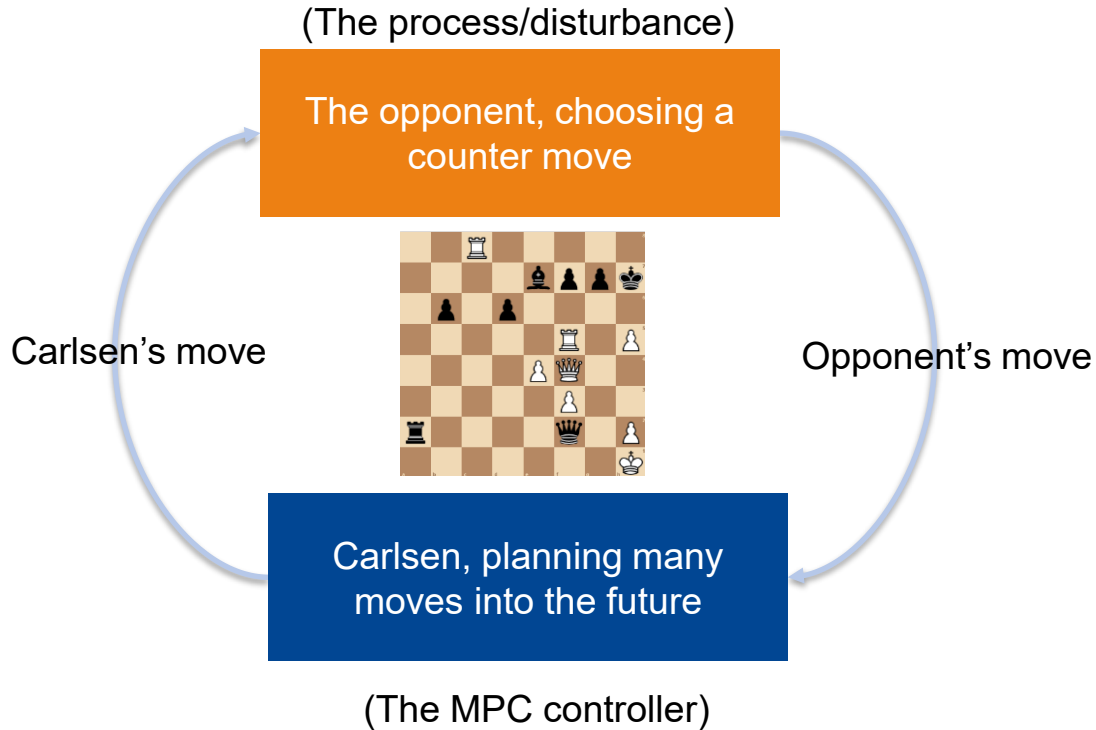 (The process/disturbance)
The opponent, choosing a
counter move
Carlsen’s move
Opponent’s move
Carlsen, planning many
moves into the future
(The MPC controller)